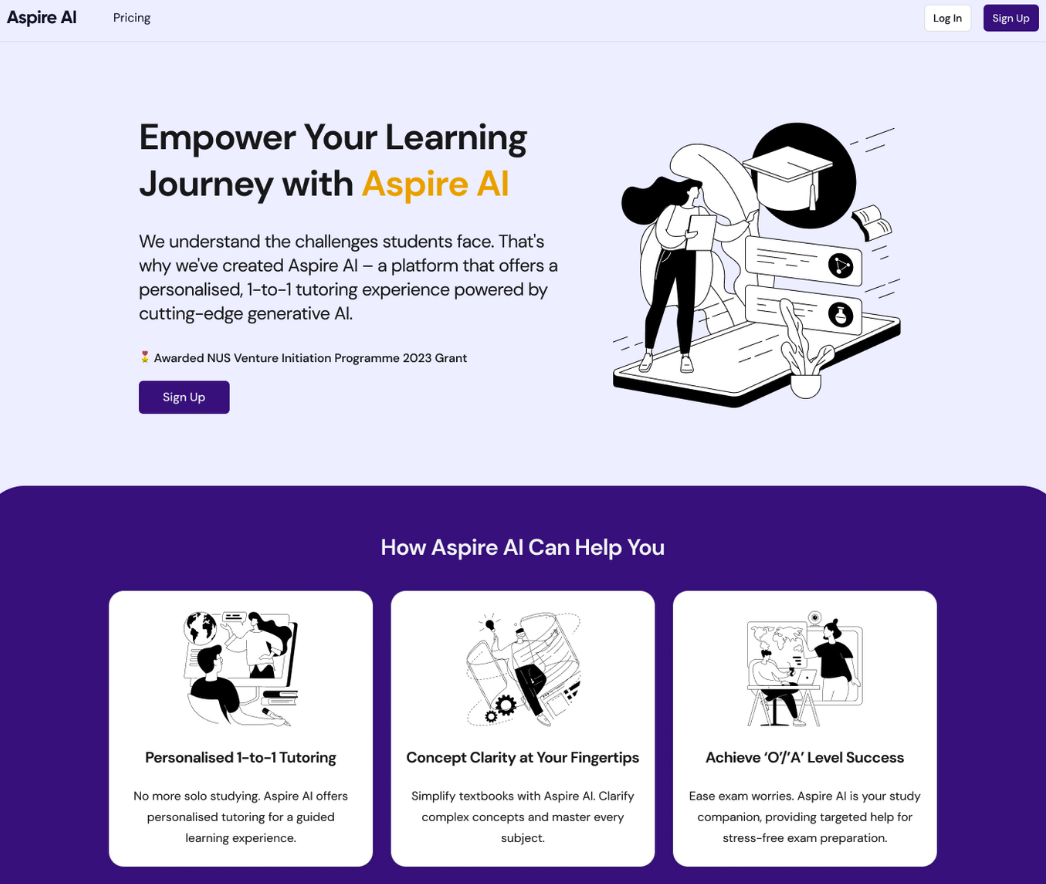 Aspire AI
Pricing
Log In
Sign Up
Empower Your Learning
Journey with Aspire AI
We understand the challenges students face. That's
why we've created Aspire AI – a platform that offers a
personalised, 1-to-1 tutoring experience powered by
cutting-edge generative AI.
🎖️ Awarded NUS Venture Initiation Programme 2023 Grant
Sign Up
How Aspire AI Can Help You
Personalised 1-to-1 Tutoring
No more solo studying. Aspire AI offers
personalised tutoring for a guided
learning experience.
Concept Clarity at Your Fingertips
Simplify textbooks with Aspire AI. Clarify
complex concepts and master every
subject.
Achieve ‘O’/’A’ Level Success
Ease exam worries. Aspire AI is your study
companion, providing targeted help for
stress-free exam preparation.